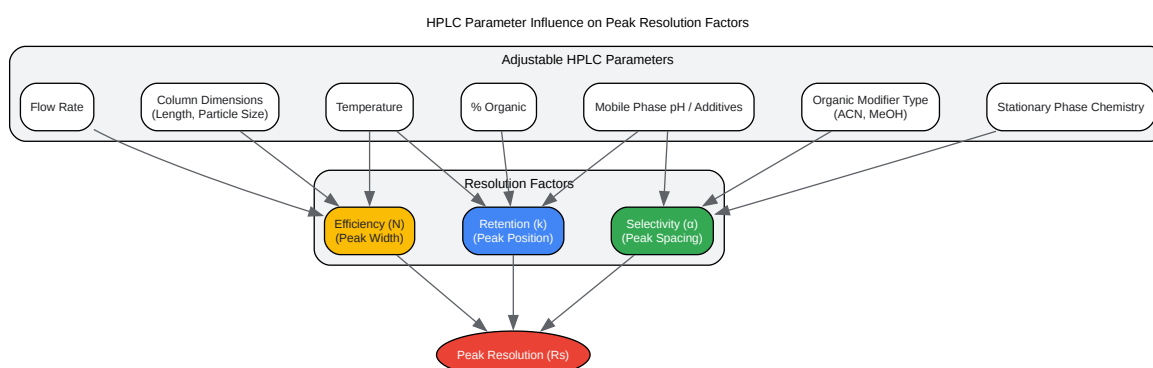 HPLC Parameter Influence on Peak Resolution Factors
Adjustable HPLC Parameters
Flow Rate
Column Dimensions
(Length, Particle Size)
Temperature
% Organic
Mobile Phase pH / Additives
Organic Modifier Type
(ACN, MeOH)
Stationary Phase Chemistry
Resolution Factors
Efficiency (N)
(Peak Width)
Retention (k)
(Peak Position)
Selectivity (α)
(Peak Spacing)
Peak Resolution (Rs)